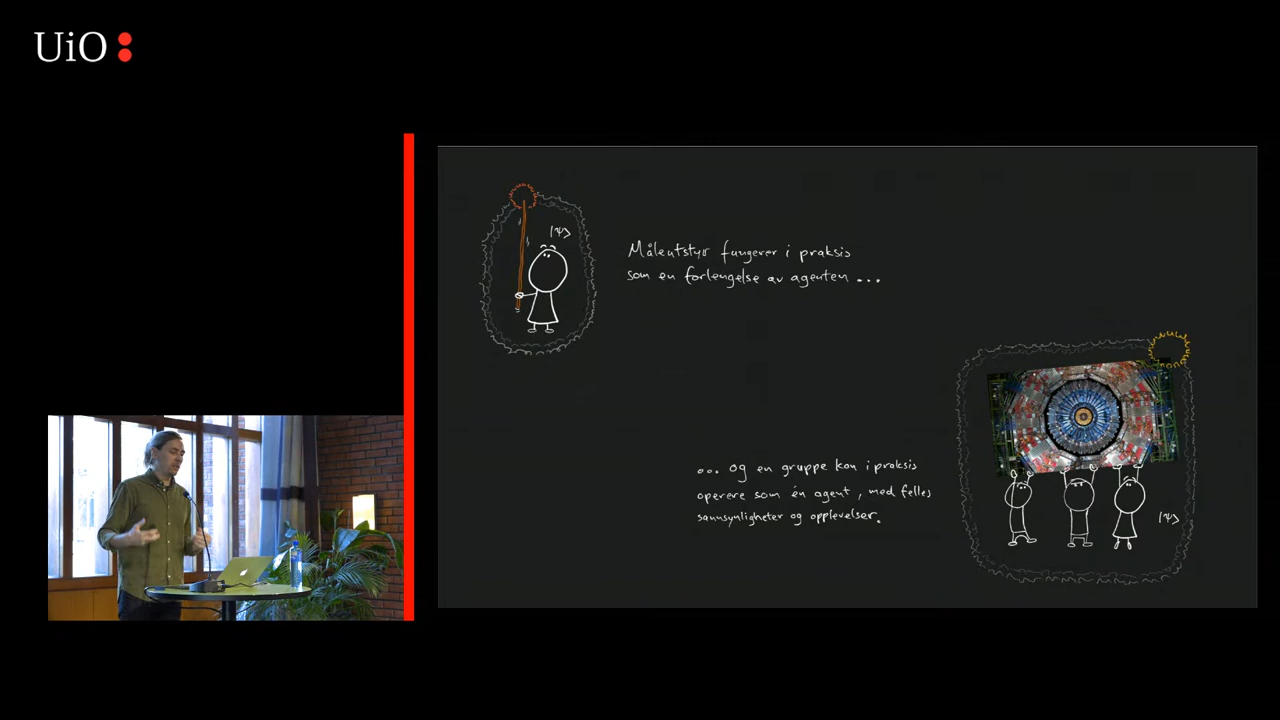 UiO
|Ψ⟩
Måleutstyr fungerer i praksis
som en forlengelse av agenten ...
... og en gruppe kan i praksis
operere som én agent, med felles
sannsynligheter og opplevelser.
|Ψ⟩